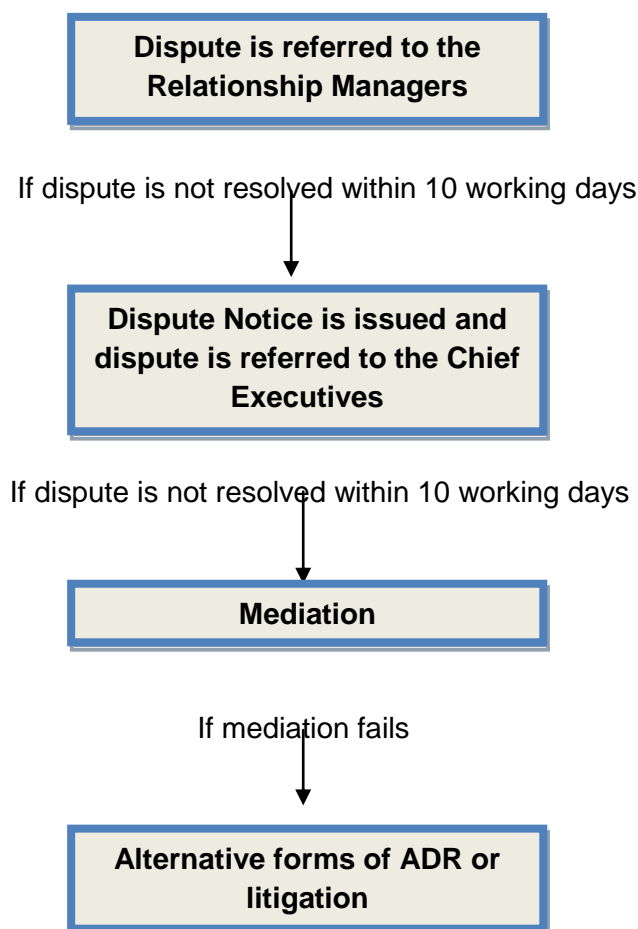 Dispute is referred to the
Relationship Managers
If dispute is not resolved within 10 working days
Dispute Notice is issued and
dispute is referred to the Chief
Executives
If dispute is not resolved within 10 working days
Mediation
If mediation fails
Alternative forms of ADR or
litigation